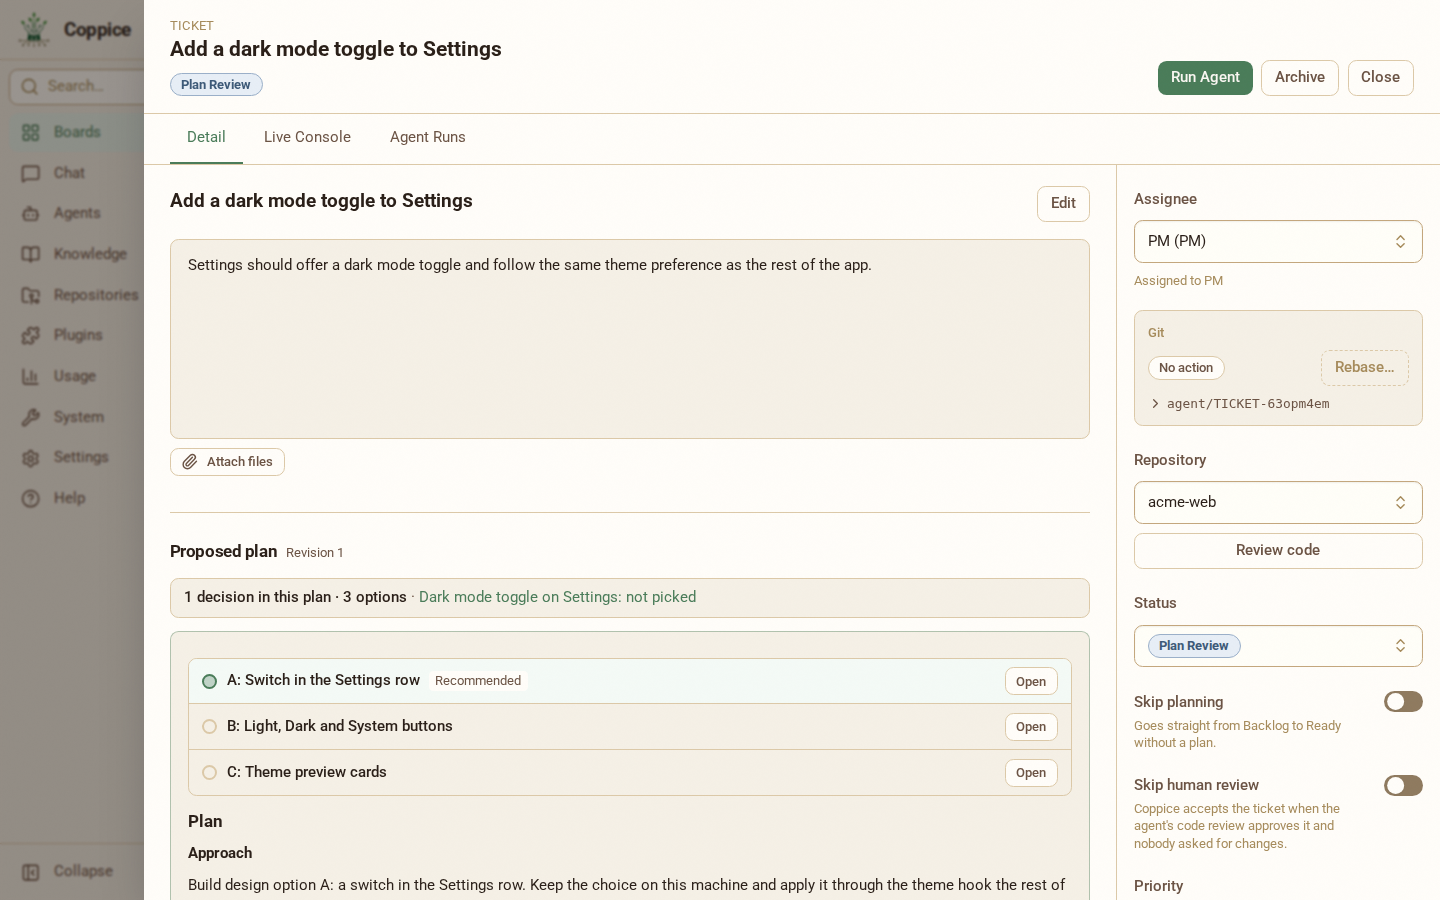 Coppice
Search...
Boards
Chat
Agents
Knowledge
Repositories
Plugins
Usage
System
Settings
Help
Collapse
TICKET
Add a dark mode toggle to Settings
Plan Review
Run Agent
Archive
Close
Detail
Live Console
Agent Runs
Add a dark mode toggle to Settings
Edit
Settings should offer a dark mode toggle and follow the same theme preference as the rest of the app.
Attach files
Proposed plan Revision 1
1 decision in this plan · 3 options · Dark mode toggle on Settings: not picked
A: Switch in the Settings row Recommended Open
B: Light, Dark and System buttons Open
C: Theme preview cards Open
Plan
Approach
Build design option A: a switch in the Settings row. Keep the choice on this machine and apply it through the theme hook the rest of
Assignee
PM (PM)
Assigned to PM
Git
No action
Rebase...
agent/TICKET-63opm4em
Repository
acme-web
Review code
Status
Plan Review
Skip planning
Goes straight from Backlog to Ready
without a plan.
Skip human review
Coppice accepts the ticket when the
agent's code review approves it and
nobody asked for changes.
Priority